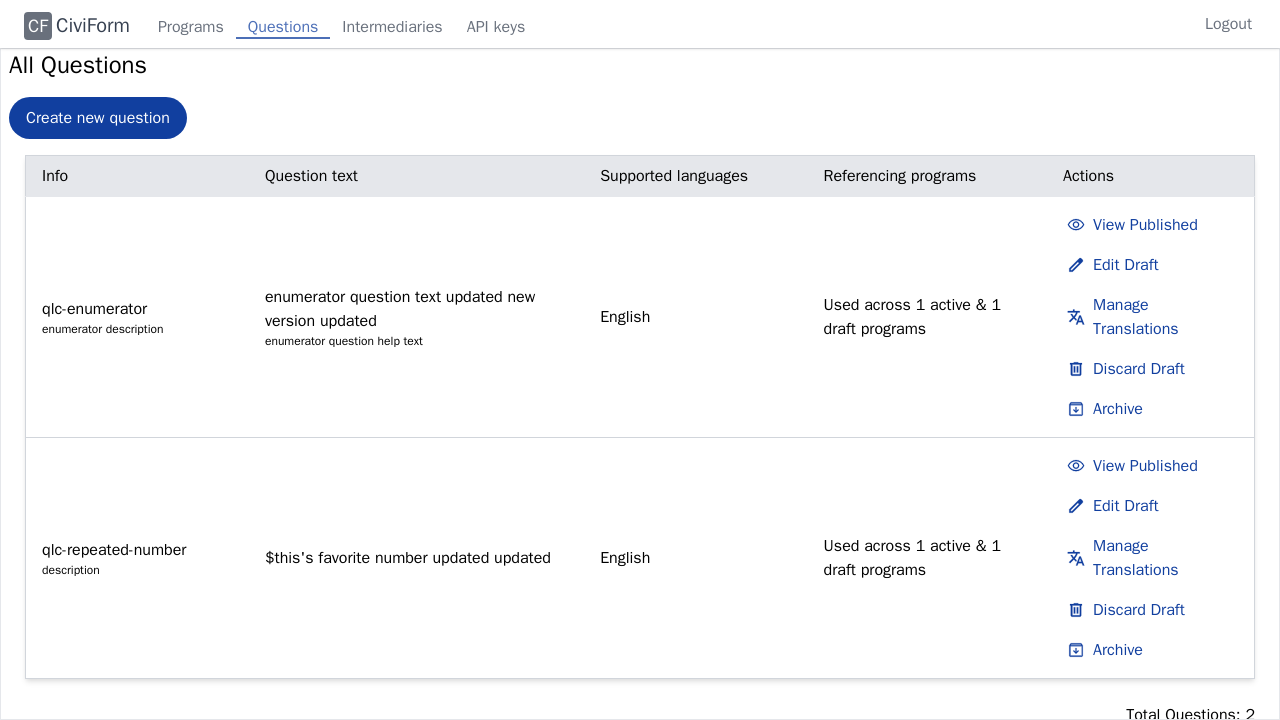 CF CiviForm Programs Questions Intermediaries API keys Logout
All Questions
Create new question
Info Question text Supported languages Referencing programs Actions
qlc-enumerator
enumerator description
enumerator question text updated new
version updated
enumerator question help text
English
Used across 1 active & 1
draft programs
View Published
Edit Draft
Manage
Translations
Discard Draft
Archive
qlc-repeated-number
description
$this's favorite number updated updated
English
Used across 1 active & 1
draft programs
View Published
Edit Draft
Manage
Translations
Discard Draft
Archive
Total Questions: 2